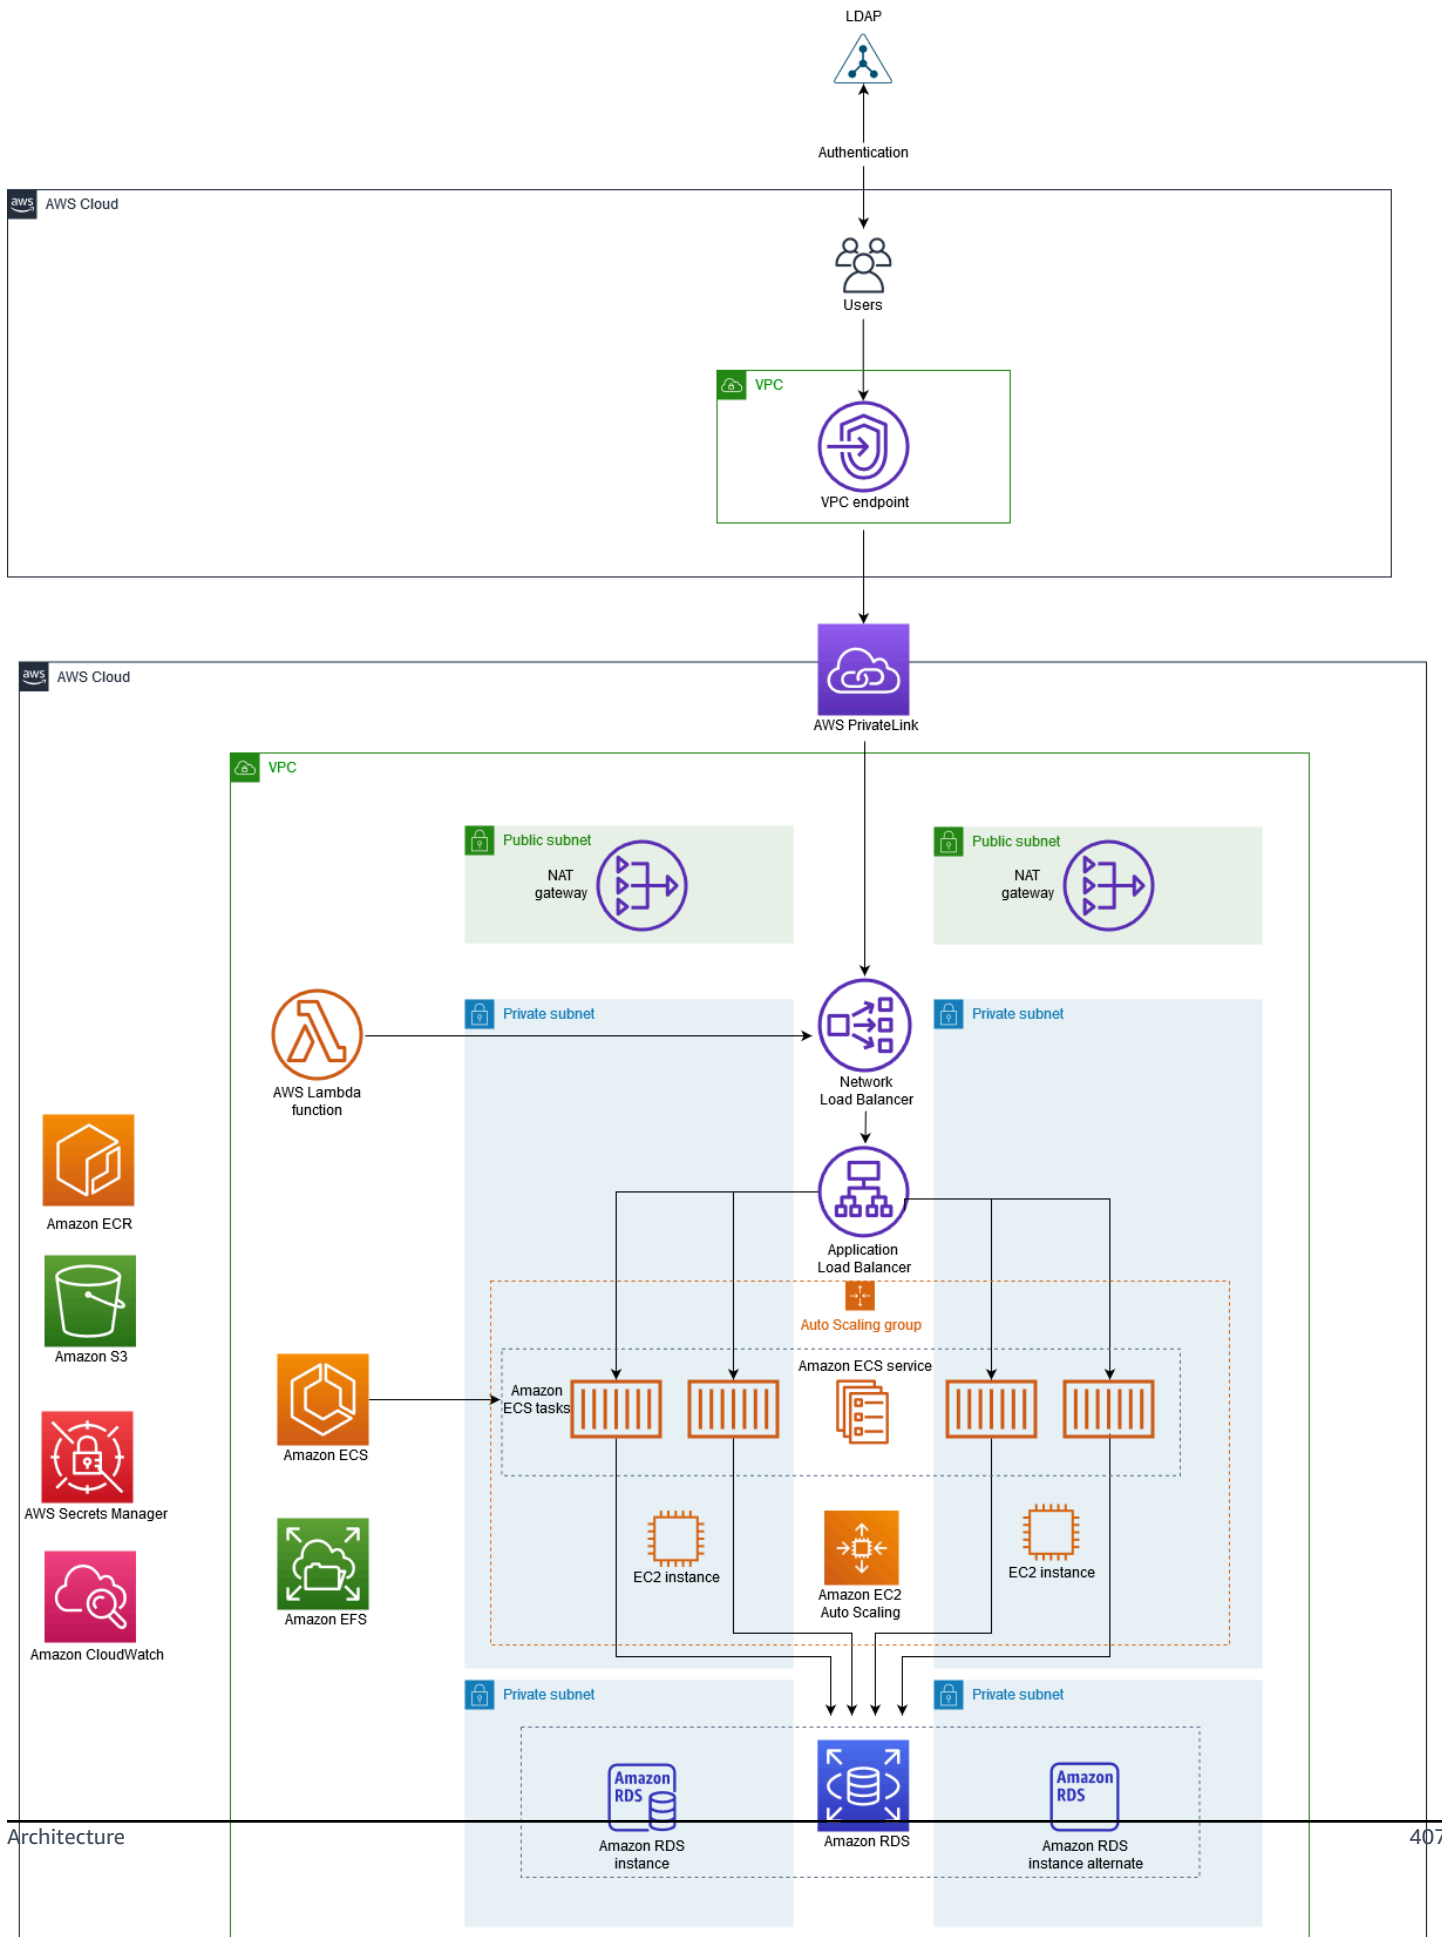 LDAP
Authentication
aws
AWS Cloud
Users
VPC
VPC endpoint
aws
AWS Cloud
AWS PrivateLink
VPC
Public subnet
NAT
gateway
Public subnet
NAT
gateway
Private subnet
Private subnet
AWS Lambda
function
Network
Load Balancer
Amazon ECR
Application
Load Balancer
Auto Scaling group
Amazon S3
Amazon ECS service
Amazon
ECS tasks
Amazon ECS
AWS Secrets Manager
EC2 instance
EC2 instance
Amazon EC2
Auto Scaling
Amazon EFS
Amazon CloudWatch
Private subnet
Private subnet
Amazon
RDS
Amazon
RDS
Amazon RDS
Amazon RDS
instance
Amazon RDS
instance alternate
Architecture
407